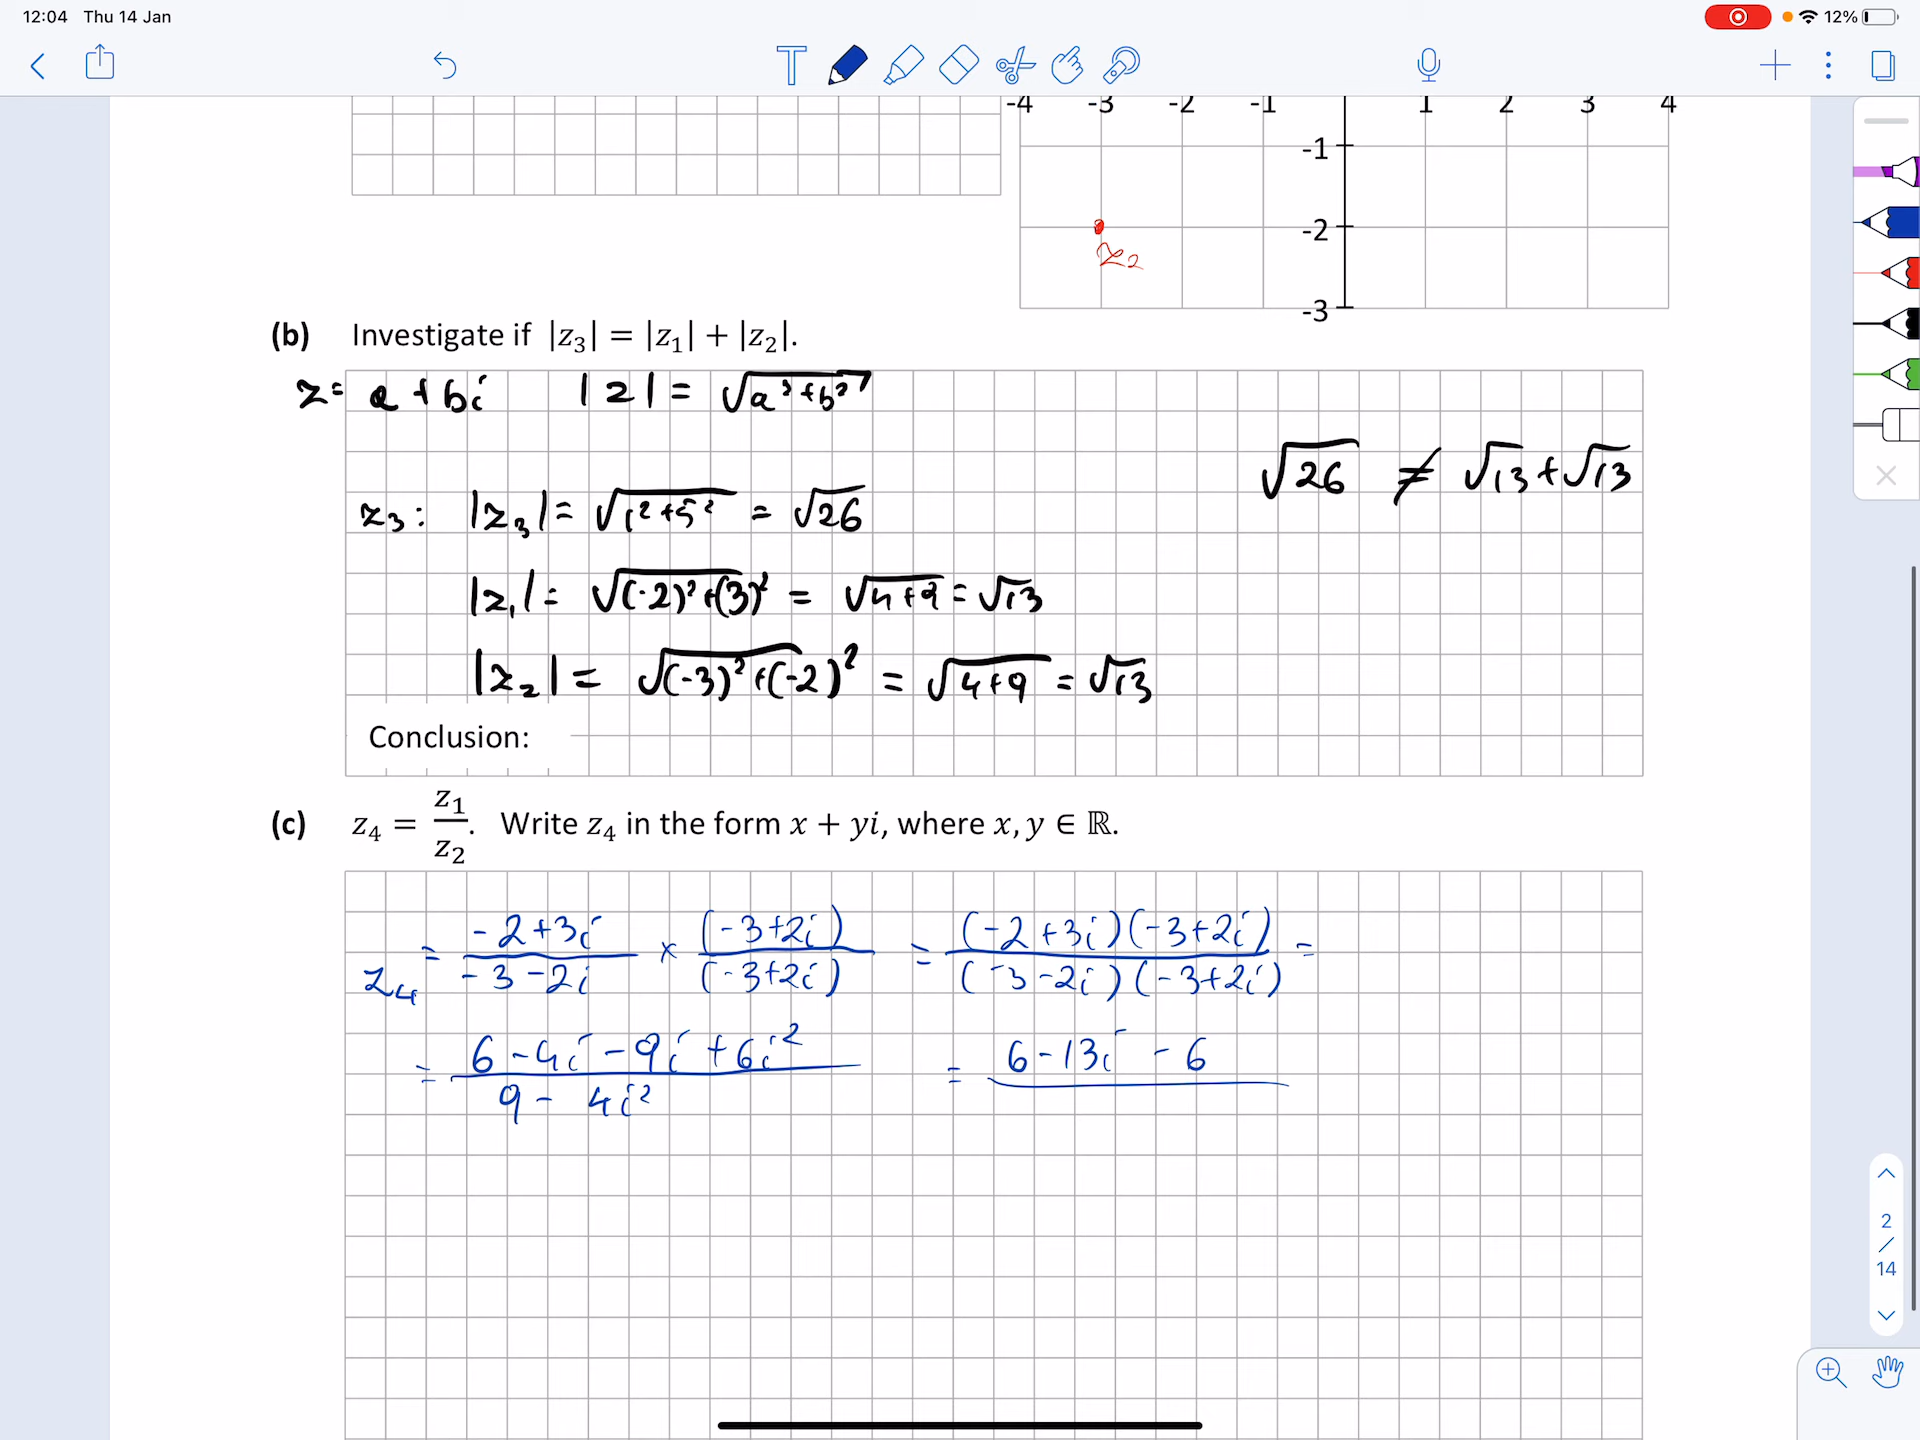 12:04 Thu 14 Jan
12%
T
-4 -3 -2 -1 1 2 3 4
-1
-2
z₂
-3
(b) Investigate if |z₃| = |z₁| + |z₂|.
z = a + bi |z| = √(a²+b²)
√26 ≠ √13 + √13
z₃: |z₃| = √(1²+5²) = √26
|z₁| = √((-2)²+(3)²) = √(4+9) = √13
|z₂| = √((-3)²+(-2)²) = √(4+9) = √13
Conclusion:
(c) z₄ = z₁/z₂. Write z₄ in the form x + yi, where x, y ∈ ℝ.
z₄ = (-2+3i)/(-3-2i) × (-3+2i)/(-3+2i) = (-2+3i)(-3+2i)/(-3-2i)(-3+2i) =
= (6-4i-9i+6i²)/(9-4i²) = 6-13i-6
2
/
14